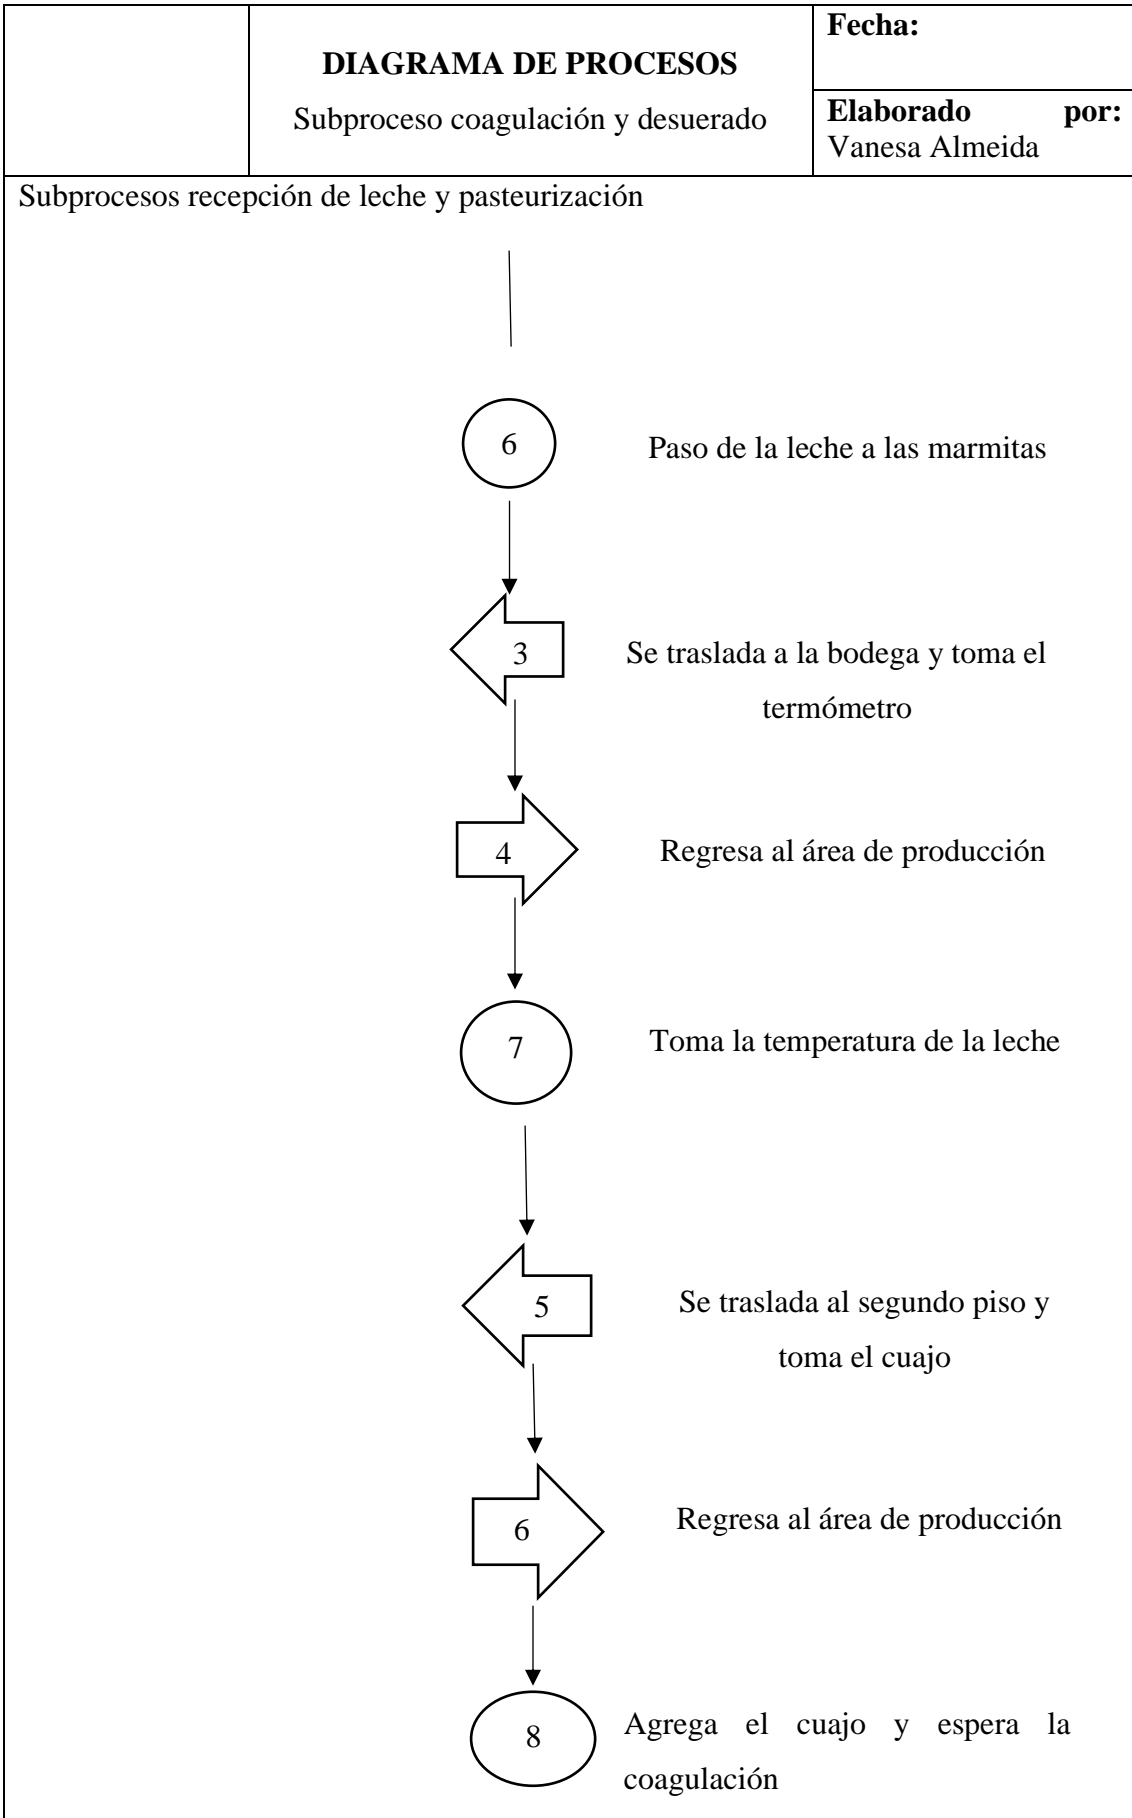 DIAGRAMA DE PROCESOS
Subproceso coagulación y desuerado
Fecha:
Elaborado por:
Vanesa Almeida
Subprocesos recepción de leche y pasteurización
6
Paso de la leche a las marmitas
3
Se traslada a la bodega y toma el
termómetro
4
Regresa al área de producción
7
Toma la temperatura de la leche
5
Se traslada al segundo piso y
toma el cuajo
6
Regresa al área de producción
8
Agrega el cuajo y espera la
coagulación